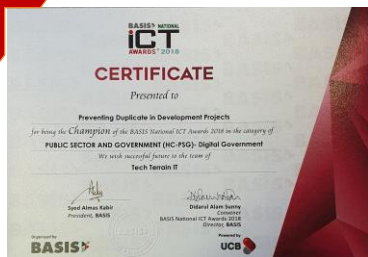 BASIS NATIONAL
iCT
AWARDS 2018
CERTIFICATE
Presented to
Preventing Duplicate in Development Projects
for being the Champion of the BASIS National ICT Awards 2018 in the category of
PUBLIC SECTOR AND GOVERNMENT (HC-PSG)- Digital Government
We wish successful future to the team of
Tech Terrain IT
Syed Almas Kabir
President, BASIS
Didarul Alam Sunny
Convener
BASIS National ICT Awards 2018
Director, BASIS
Organised by
BASIS
Powered by
UCB